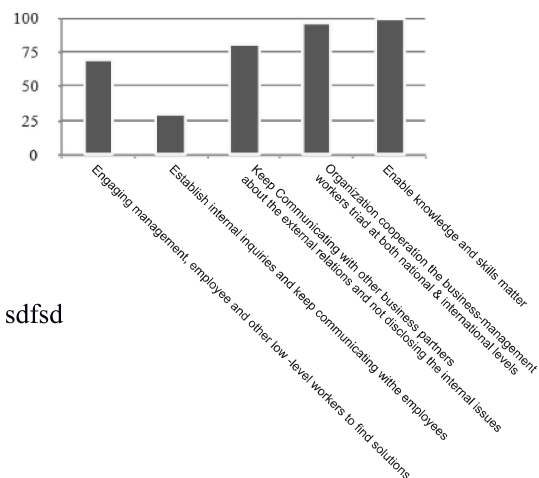 100
75
50
25
0
Engaging management, employee and other low -level workers to find solutions
Establish internal inquiries and keep communicating withe employees
Keep Communicating with other business partners
about the external relations and not disclosing the internal issues
Organization cooperation the business-management
workers triad at both national & international levels
Enable knowledge and skills matter
sdfsd